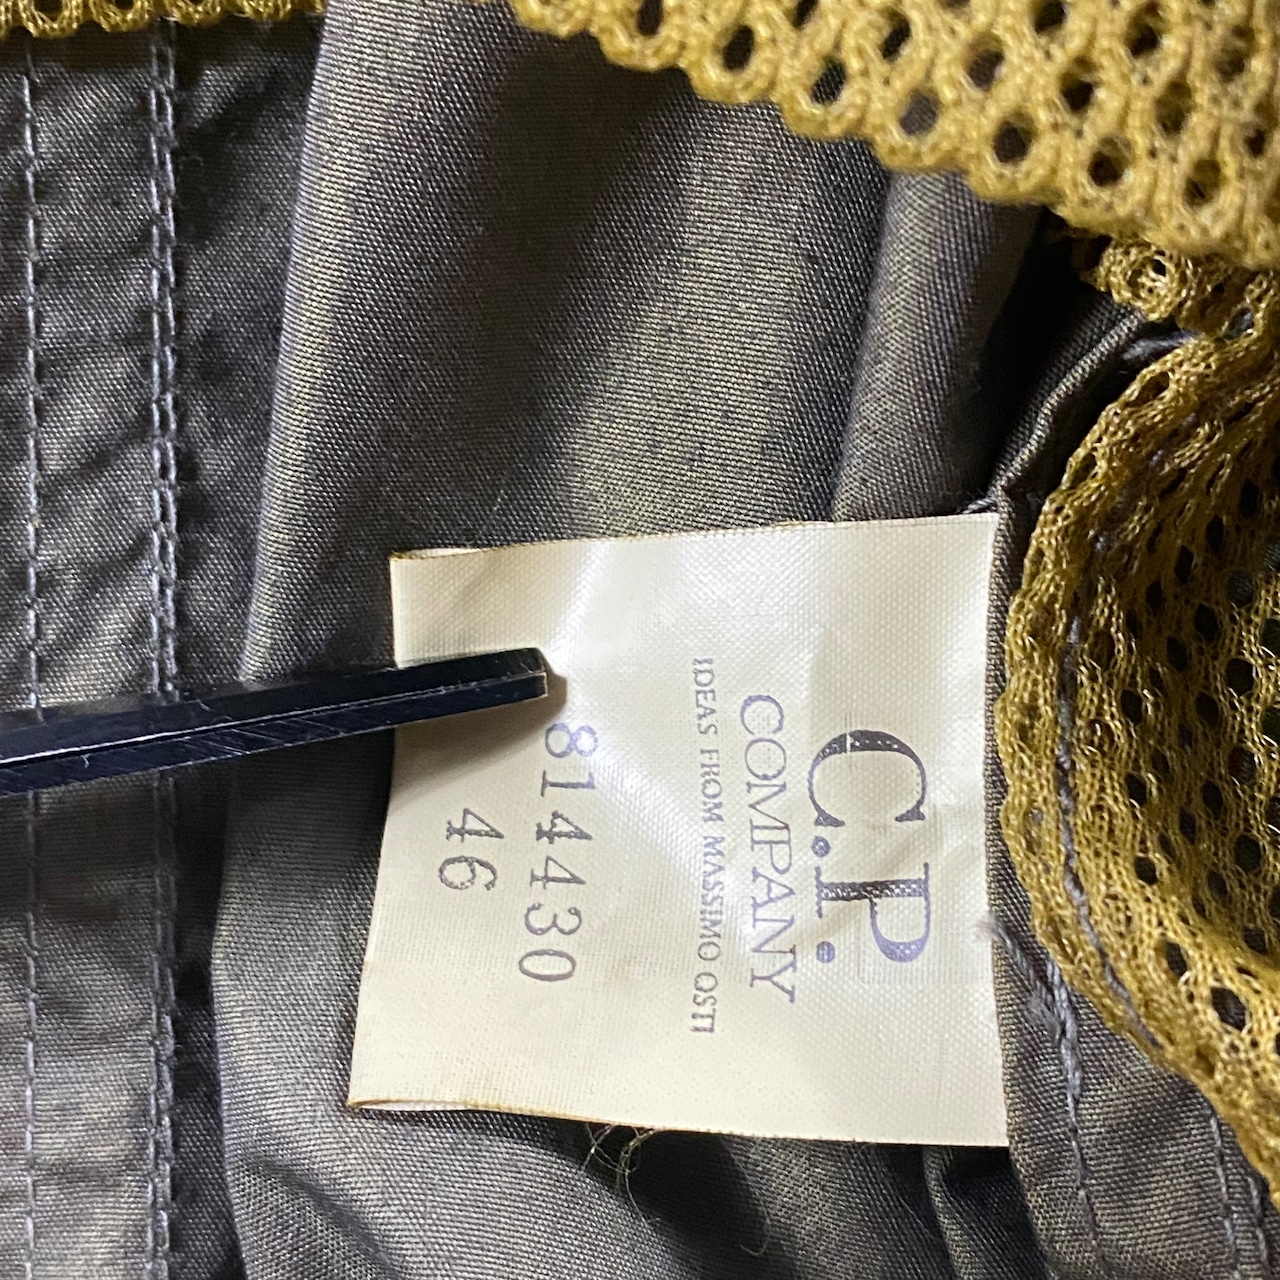 C.P.
COMPANY
IDEAS FROM MASSIMO OSTI
814430
46